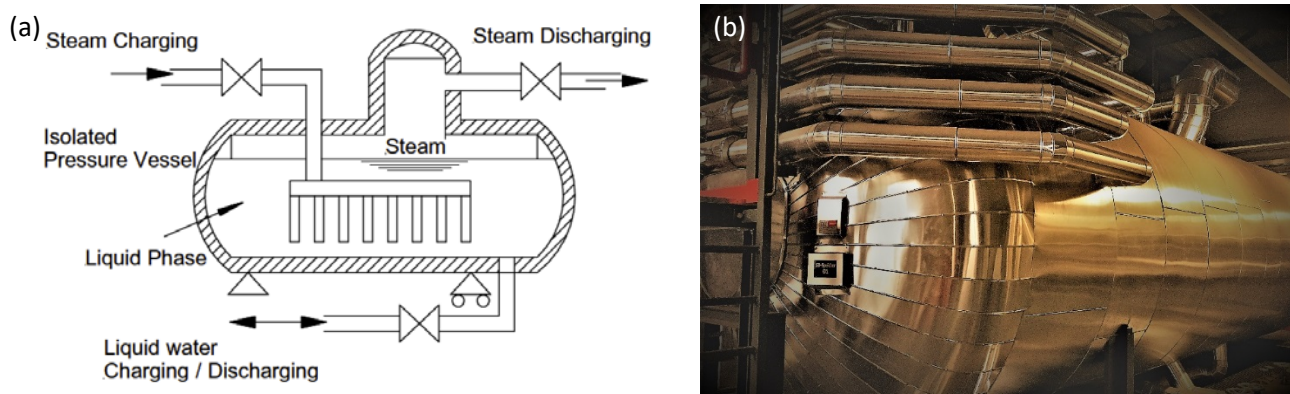 (a)
Steam Charging
Steam Discharging
Isolated
Pressure Vessel
Steam
Liquid Phase
Liquid water
Charging / Discharging
(b)